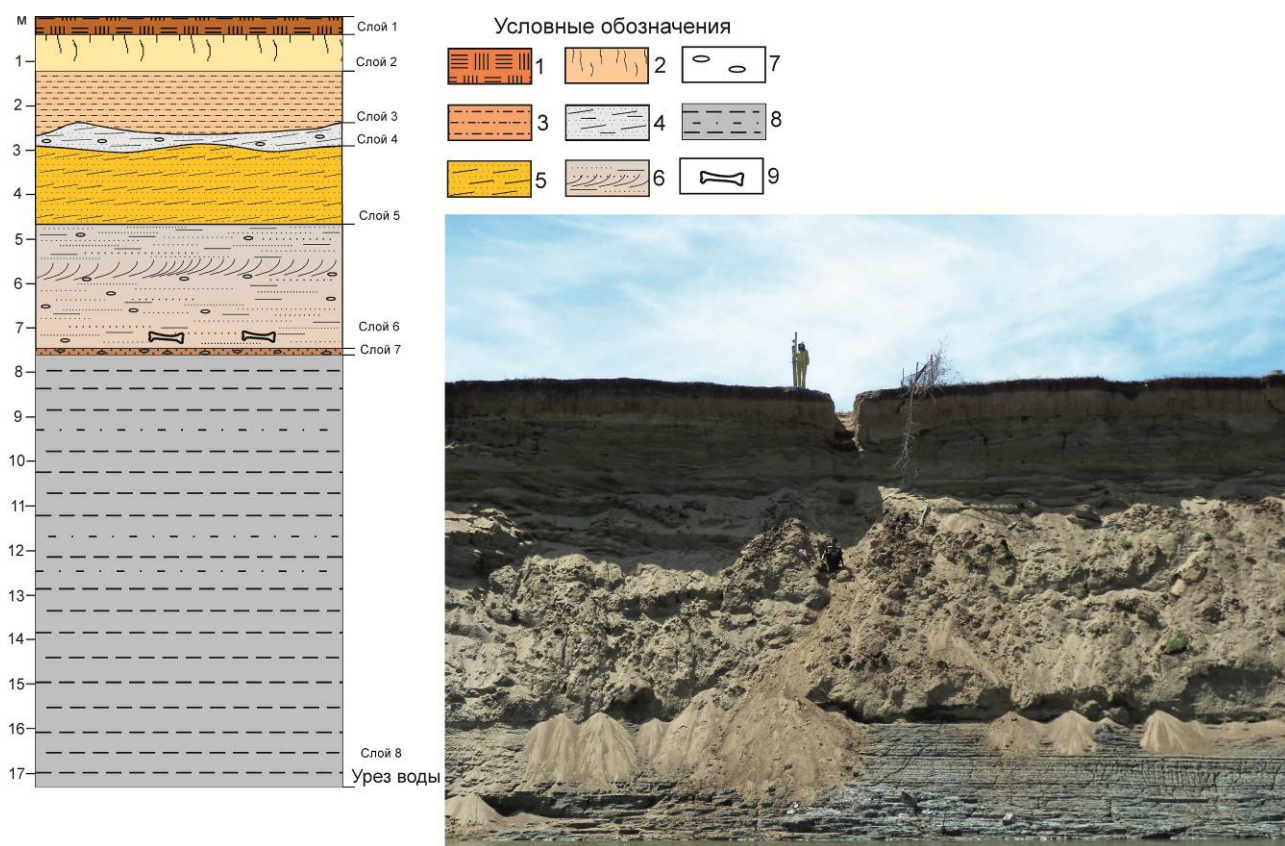 м
Слой 1
1
Слой 2
2
Слой 3
Слой 4
3
4
Слой 5
5
6
Слой 6
7
Слой 7
8
9
10
11
12
13
14
15
16
Слой 8
17
Урез воды
Условные обозначения
1 2 7
3 4 8
5 6 9